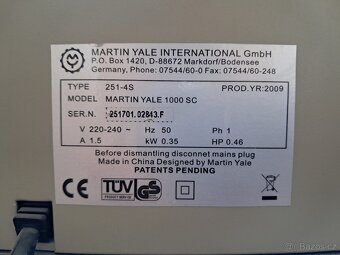 MARTIN YALE INTERNATIONAL GmbH
P.O. Box 1420, D-88672 Markdorf/Bodensee
Germany, Phone: 07544/60-0 Fax: 07544/60-248
TYPE 251-4S PROD.YR:2009
MODEL MARTIN YALE 1000 SC
SER.N. 251701.02843.F
V 220-240 ~ Hz 50 Ph 1
A 1.5 kW 0.35 HP 0.46
Before dismantling disconnet mains plug
Made in China Designed by Martin Yale
PATENTS PENDING
CE TÜV GS
PRODUCT SERVICE